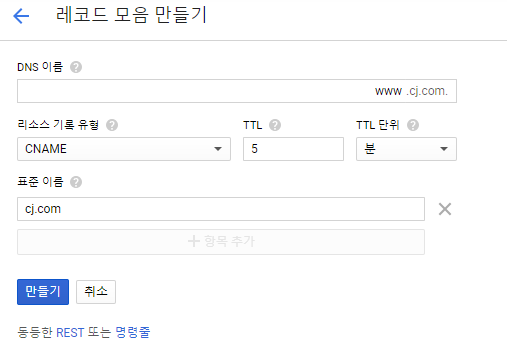 레코드 모음 만들기
DNS 이름 ?
www .cj.com.
리소스 기록 유형 ? TTL ? TTL 단위 ?
CNAME 5 분
표준 이름 ?
cj.com
+ 항목 추가
만들기 취소
동등한 REST 또는 명령줄